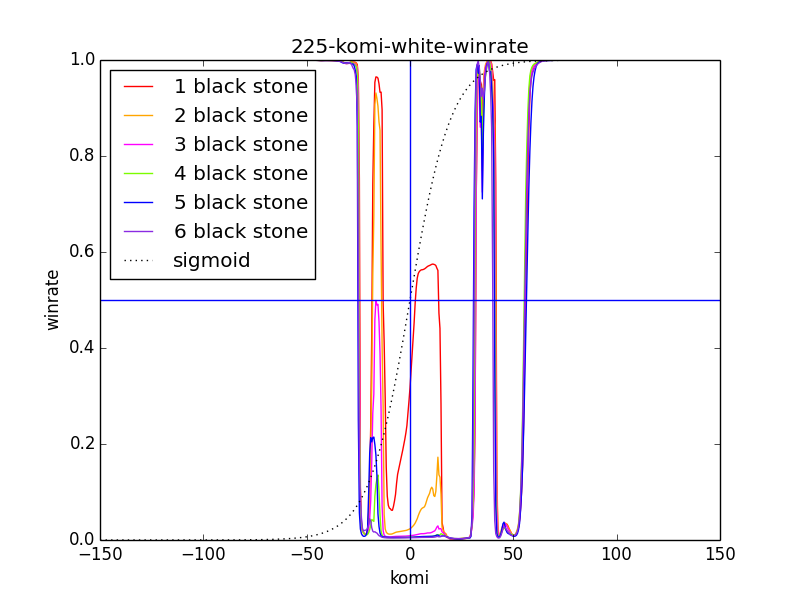 225-komi-white-winrate
1.0
0.8
0.6
0.4
0.2
0.0
winrate
1 black stone
2 black stone
3 black stone
4 black stone
5 black stone
6 black stone
sigmoid
−150
−100
−50
0
50
100
150
komi